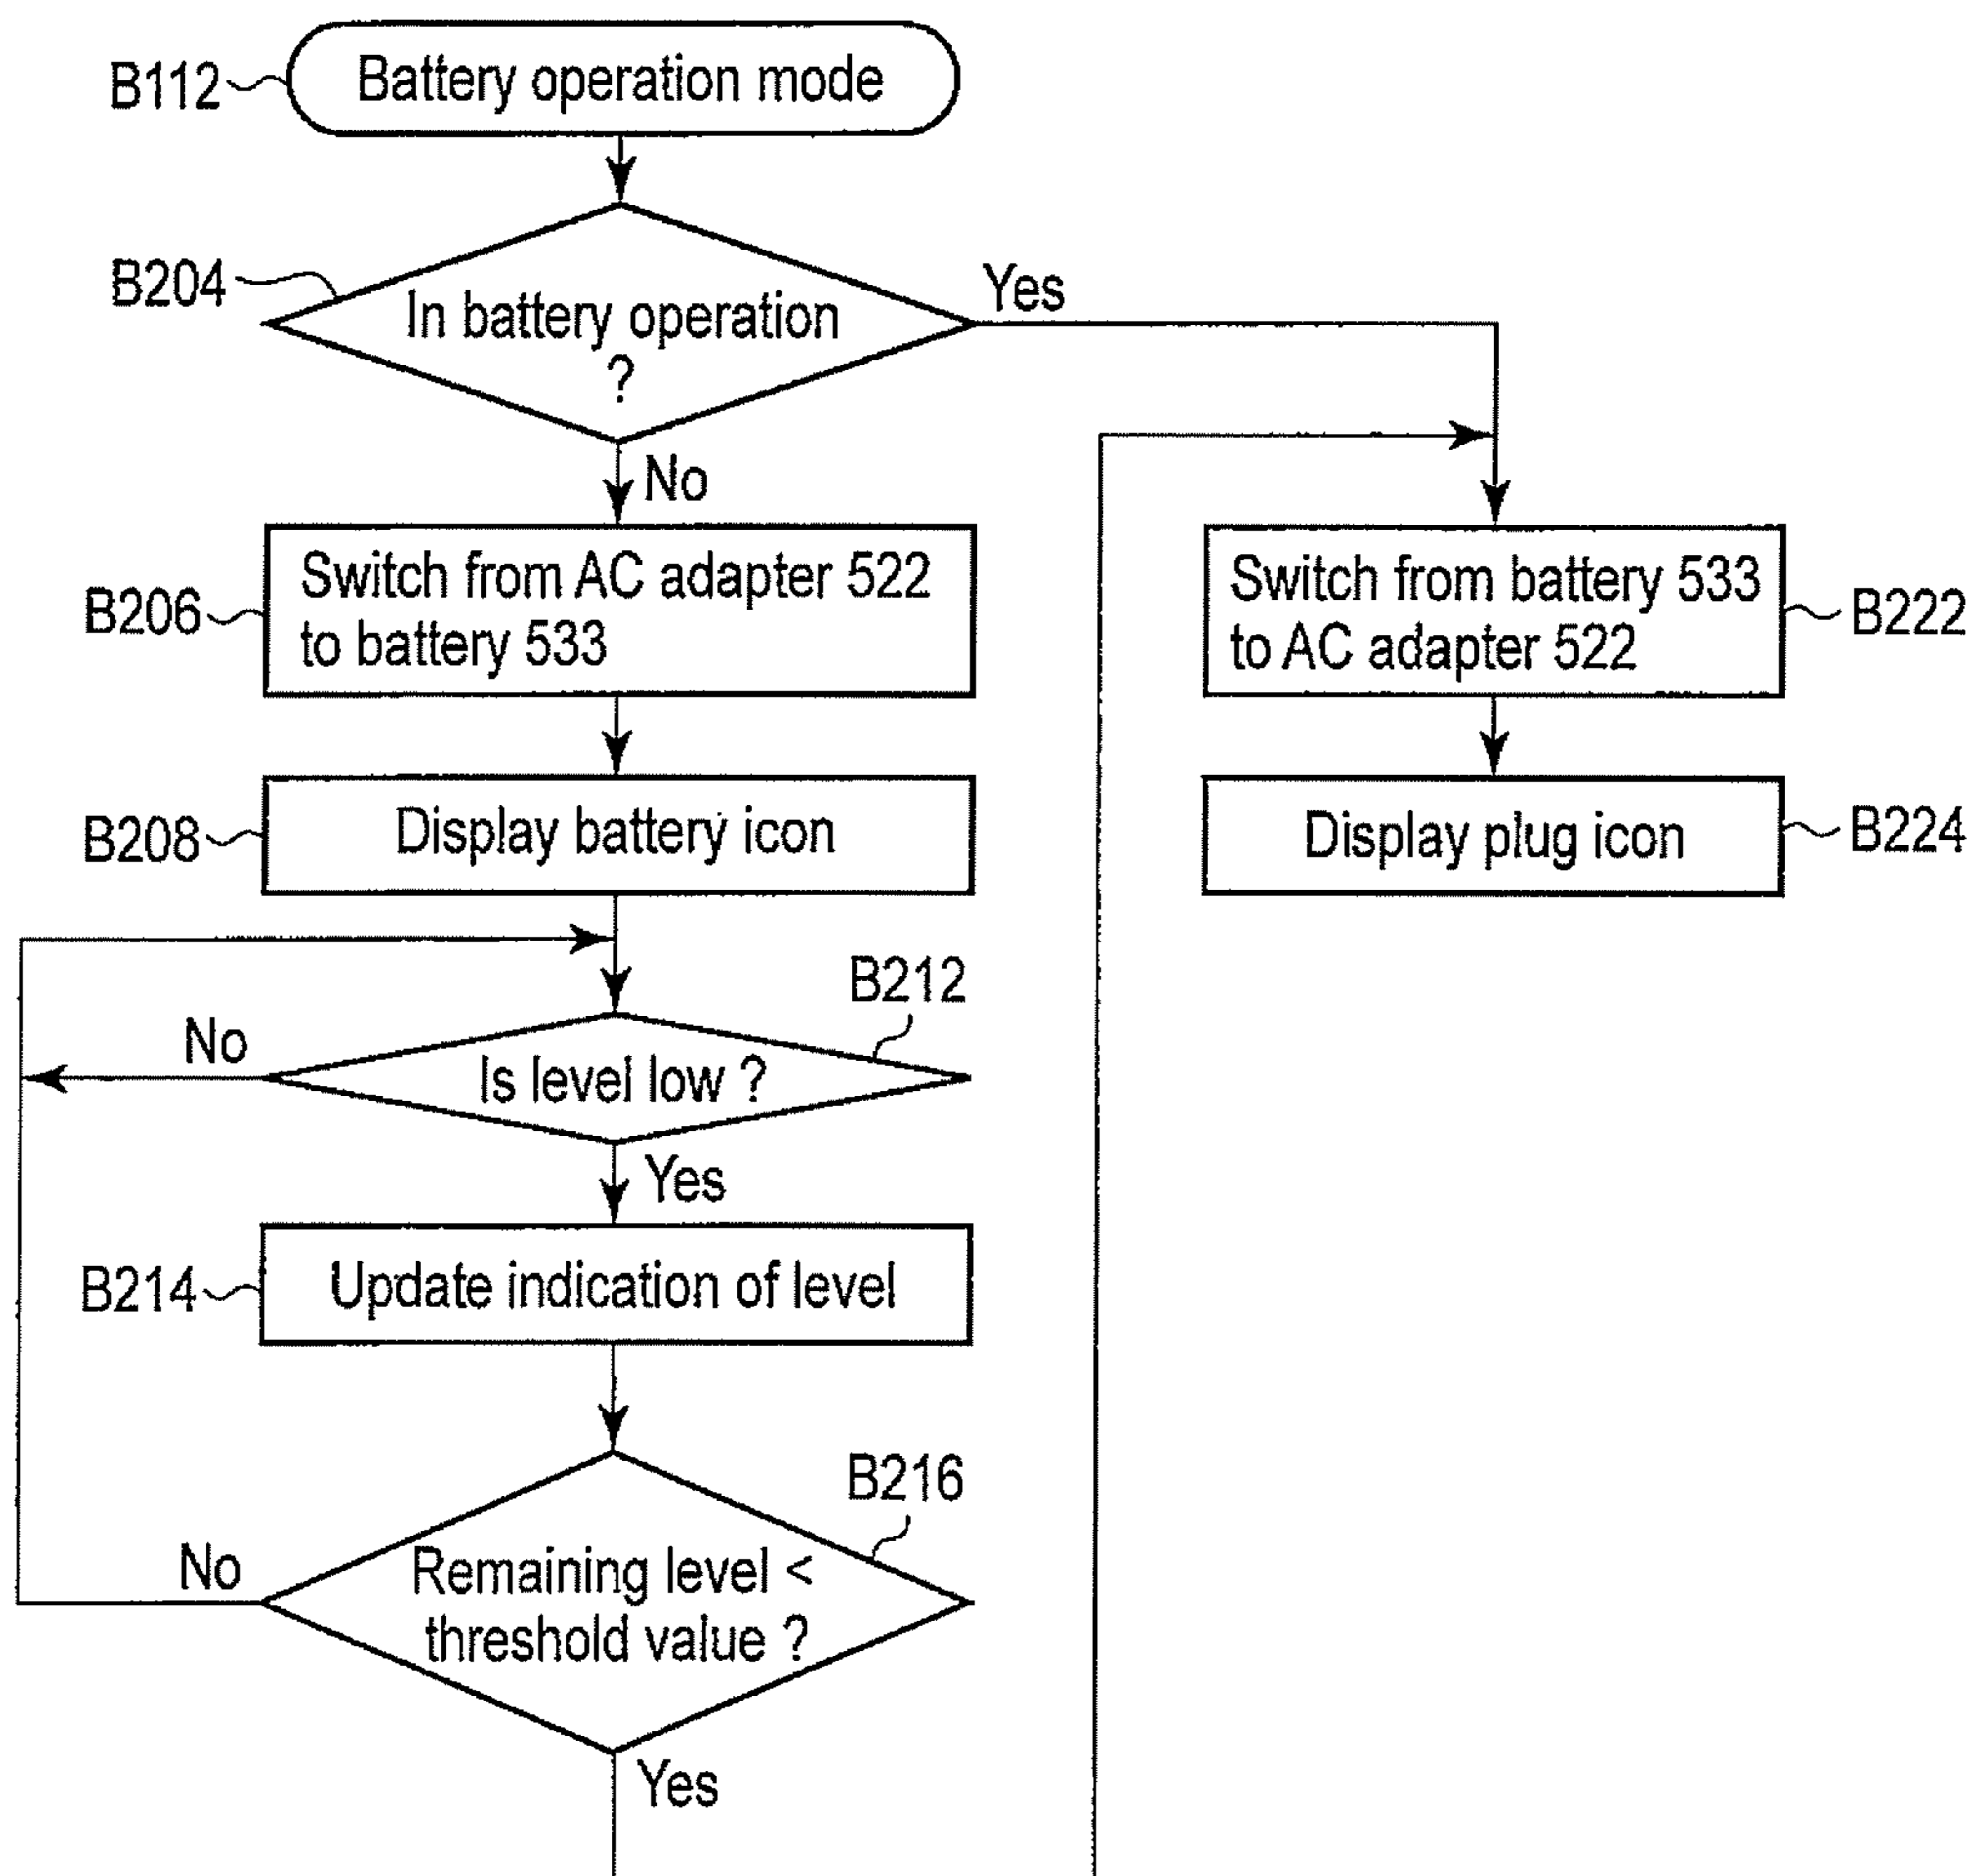 B112
Battery operation mode
B204
In battery operation
?
Yes
No
B206
Switch from AC adapter 522
to battery 533
Switch from battery 533
to AC adapter 522
B222
B208
Display battery icon
Display plug icon
B224
B212
No
Is level low ?
Yes
B214
Update indication of level
B216
No
Remaining level <
threshold value ?
Yes